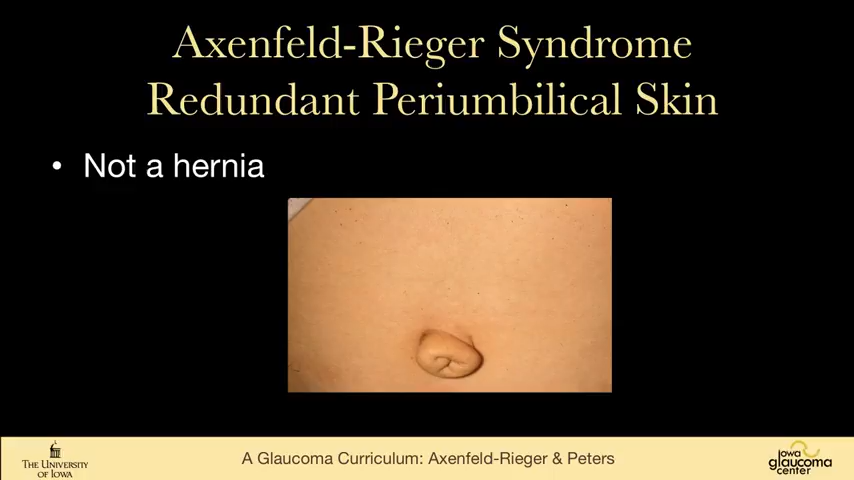 Axenfeld-Rieger Syndrome
Redundant Periumbilical Skin
• Not a hernia
THE UNIVERSITY
OF IOWA
A Glaucoma Curriculum: Axenfeld-Rieger & Peters
iowa
glaucoma
center